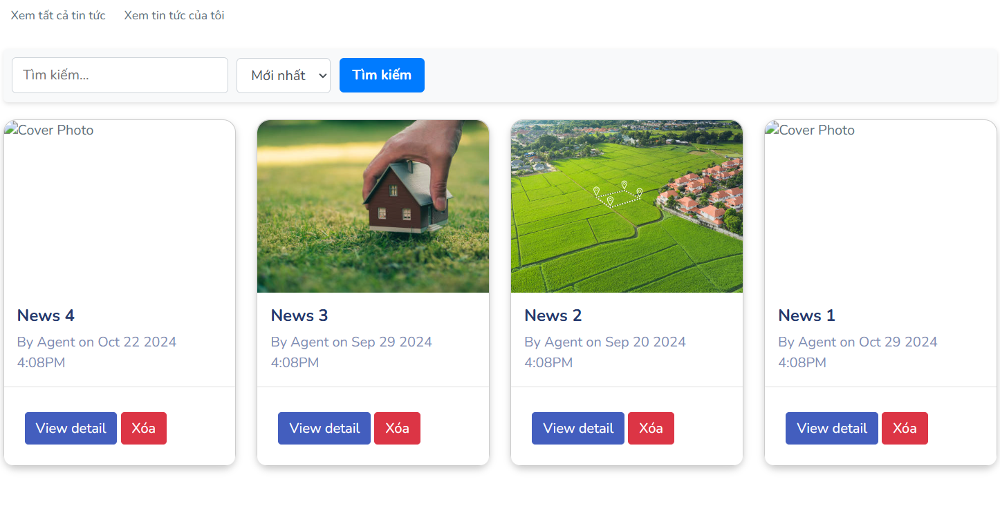 Xem tất cả tin tức Xem tin tức của tôi
Tìm kiếm... Mới nhất Tìm kiếm
Cover Photo
Cover Photo
News 4
By Agent on Oct 22 2024
4:08PM
View detail Xóa
News 3
By Agent on Sep 29 2024
4:08PM
View detail Xóa
News 2
By Agent on Sep 20 2024
4:08PM
View detail Xóa
News 1
By Agent on Oct 29 2024
4:08PM
View detail Xóa